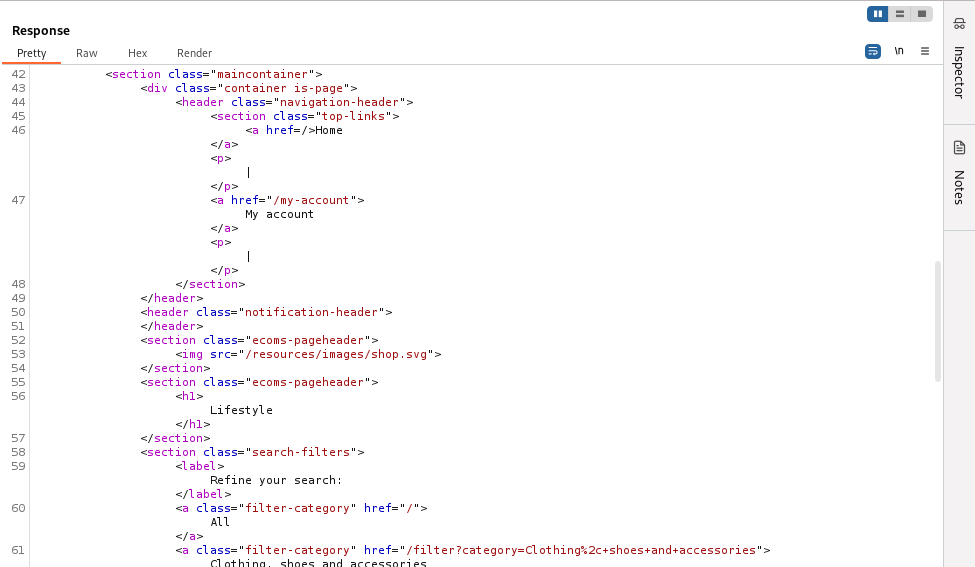 Response
Pretty Raw Hex Render \n
42 <section class="maincontainer">
43 <div class="container is-page">
44 <header class="navigation-header">
45 <section class="top-links">
46 <a href=/>Home
</a>
<p>
|
</p>
47 <a href="/my-account">
My account
</a>
<p>
|
</p>
48 </section>
49 </header>
50 <header class="notification-header">
51 </header>
52 <section class="ecoms-pageheader">
53 <img src="/resources/images/shop.svg">
54 </section>
55 <section class="ecoms-pageheader">
56 <h1>
Lifestyle
</h1>
57 </section>
58 <section class="search-filters">
59 <label>
Refine your search:
</label>
60 <a class="filter-category" href="/">
All
</a>
61 <a class="filter-category" href="/filter?category=Clothing%2c+shoes+and+accessories">
Clothing, shoes and accessories
Inspector
Notes